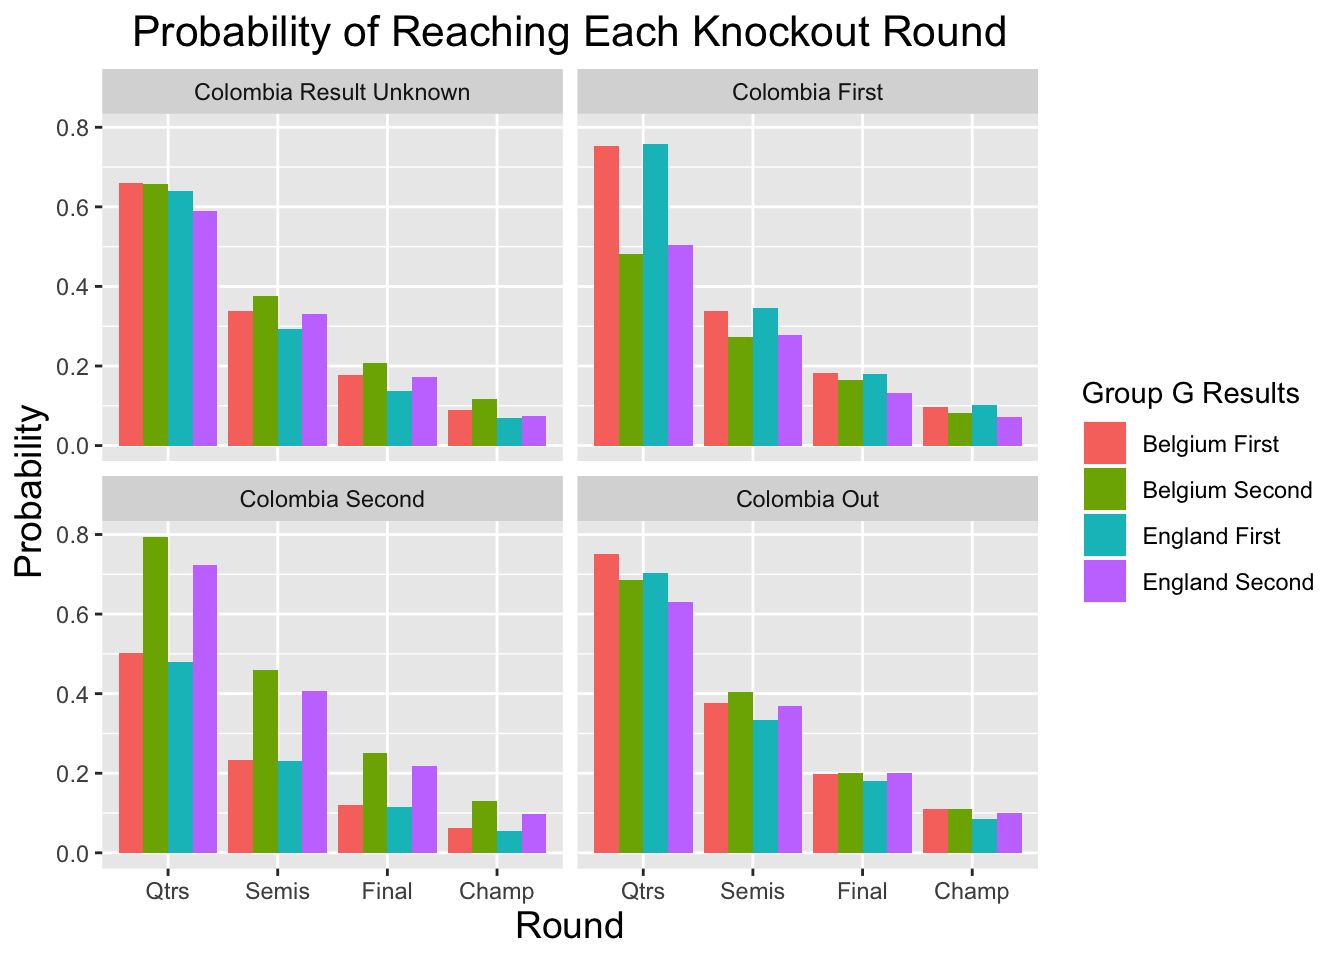 Probability of Reaching Each Knockout Round
Colombia Result Unknown
Colombia First
0.8
0.6
0.4
0.2
0.0
Colombia Second
Colombia Out
0.8
0.6
0.4
0.2
0.0
Qtrs Semis Final Champ
Qtrs Semis Final Champ
Round
Probability
Group G Results
Belgium First
Belgium Second
England First
England Second